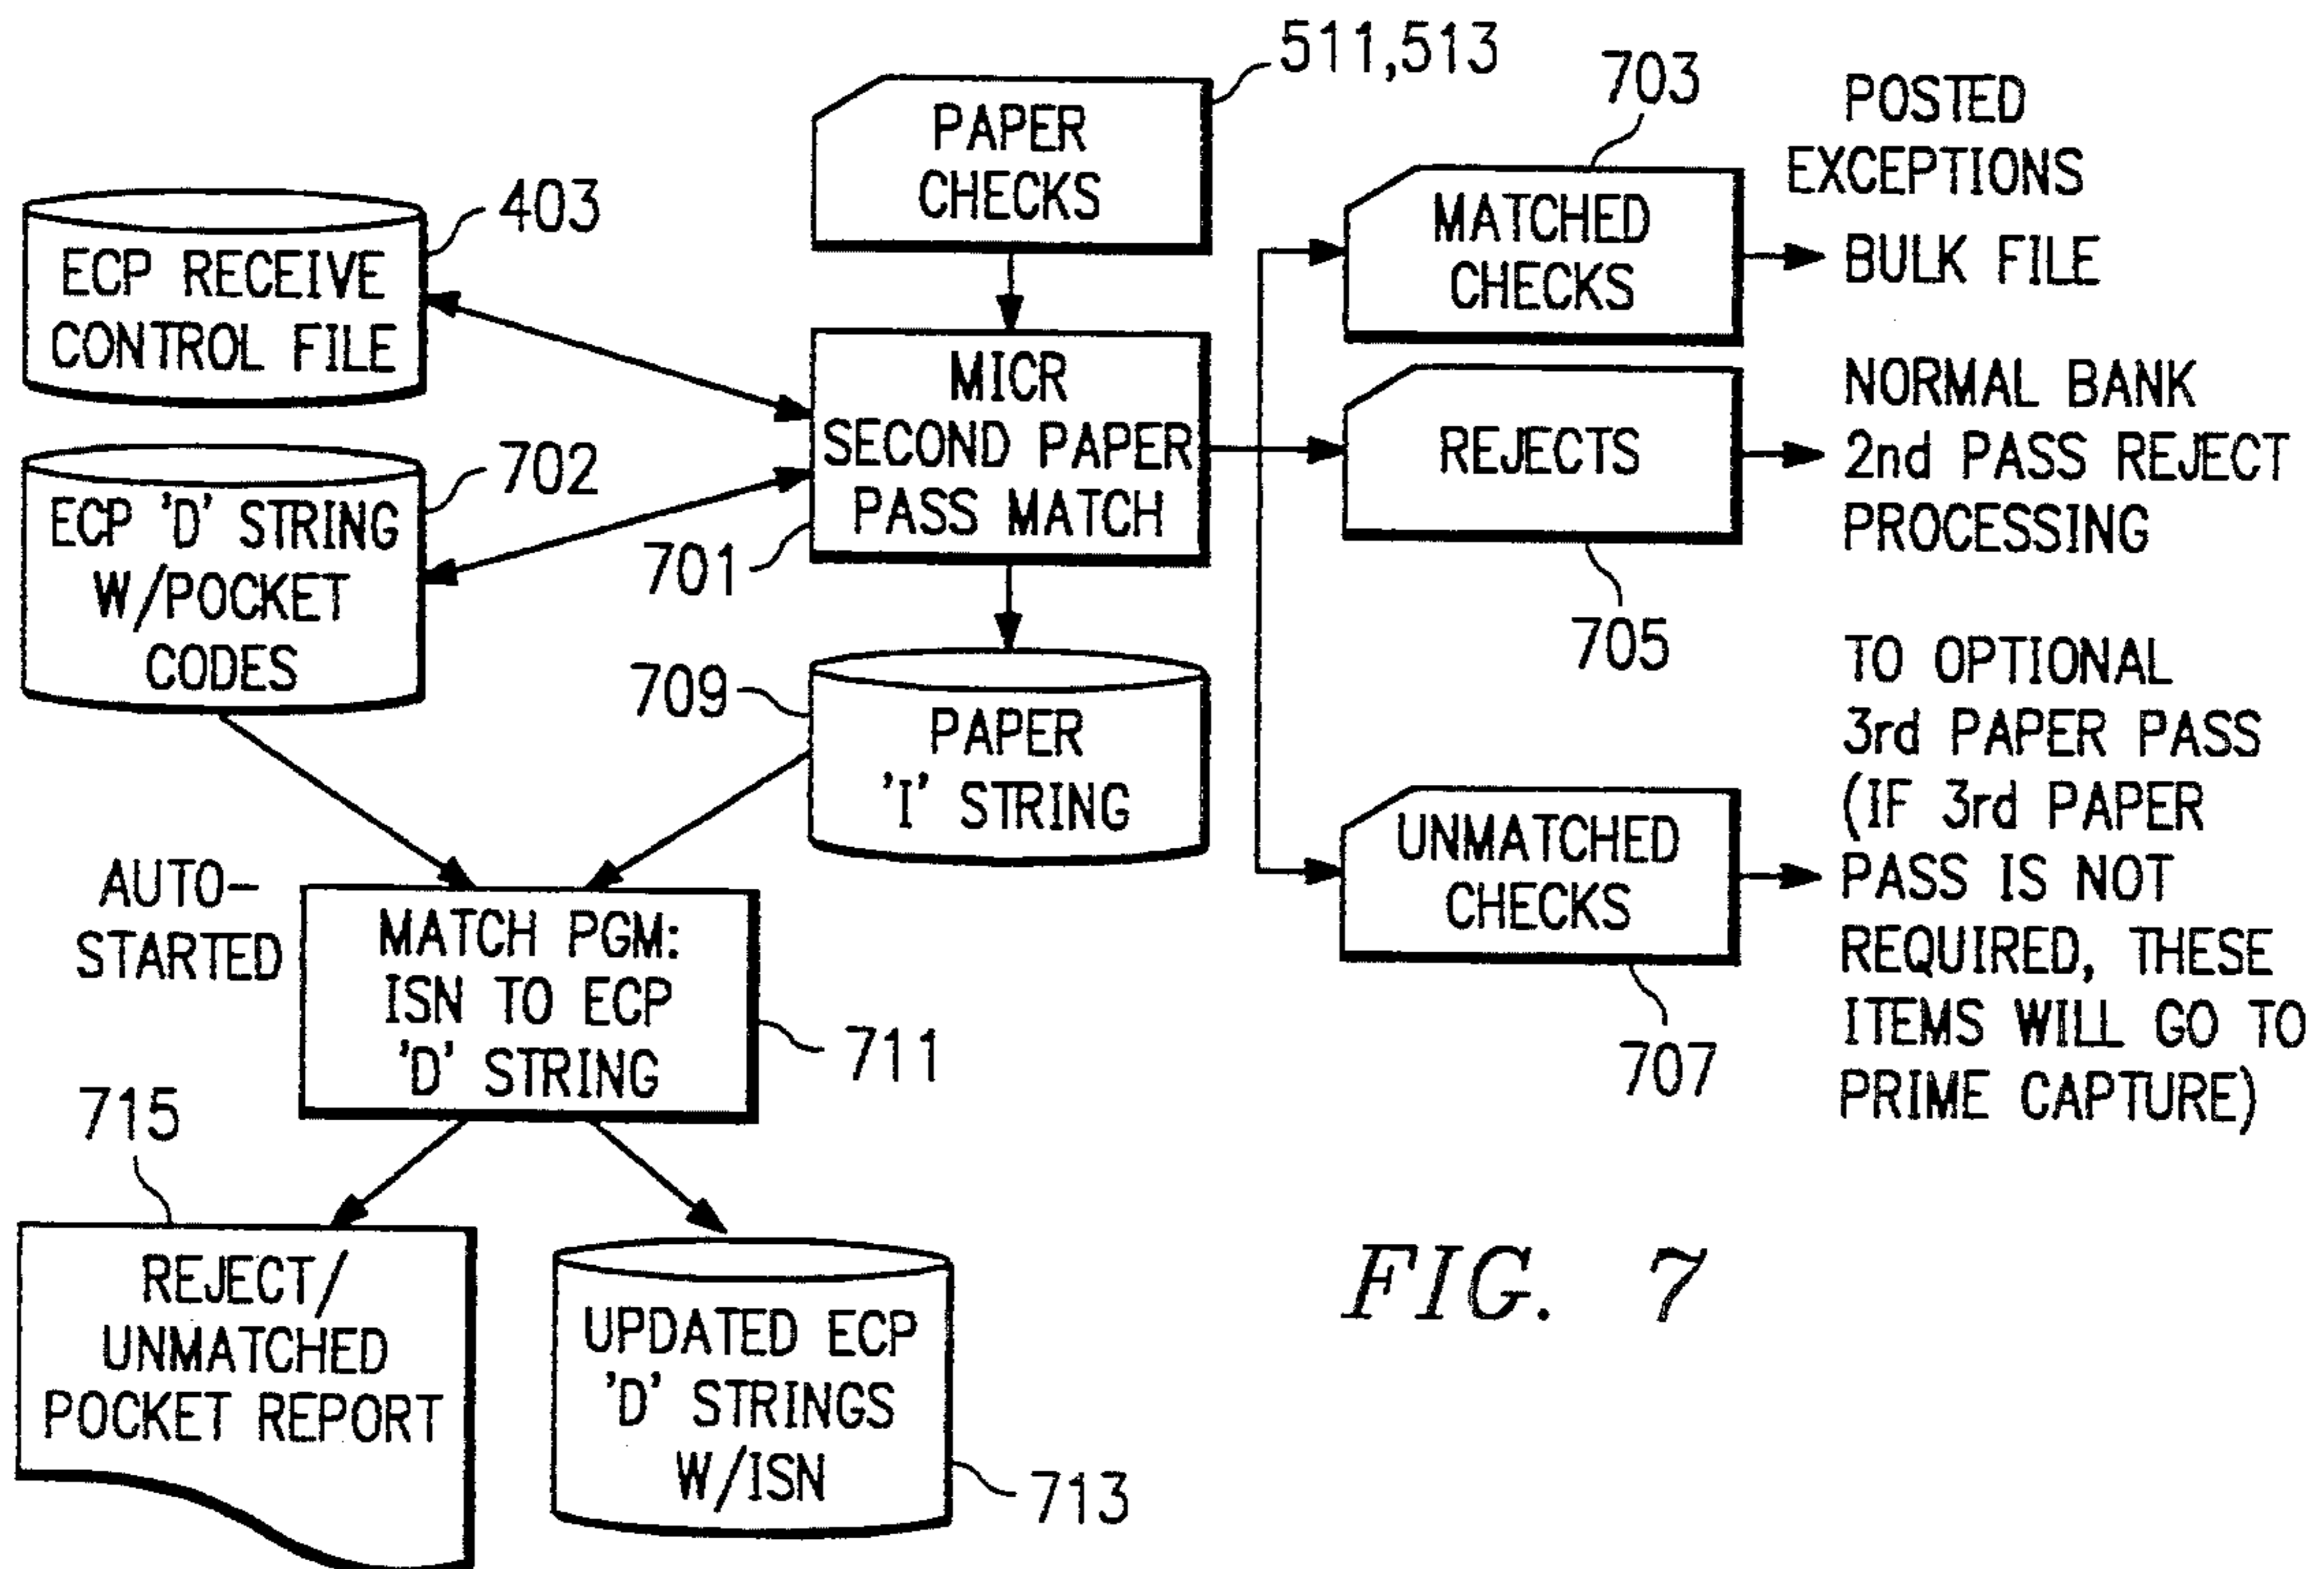 511,513
PAPER
CHECKS
703
MATCHED
CHECKS
POSTED
EXCEPTIONS
BULK FILE
403
ECP RECEIVE
CONTROL FILE
MICR
SECOND PAPER
PASS MATCH
701
REJECTS
705
NORMAL BANK
2nd PASS REJECT
PROCESSING
702
ECP 'D' STRING
W/POCKET
CODES
709
PAPER
'I' STRING
UNMATCHED
CHECKS
707
TO OPTIONAL
3rd PAPER PASS
(IF 3rd PAPER
PASS IS NOT
REQUIRED, THESE
ITEMS WILL GO TO
PRIME CAPTURE)
AUTO-
STARTED
MATCH PGM:
ISN TO ECP
'D' STRING
711
715
REJECT/
UNMATCHED
POCKET REPORT
UPDATED ECP
'D' STRINGS
W/ISN
713
FIG. 7